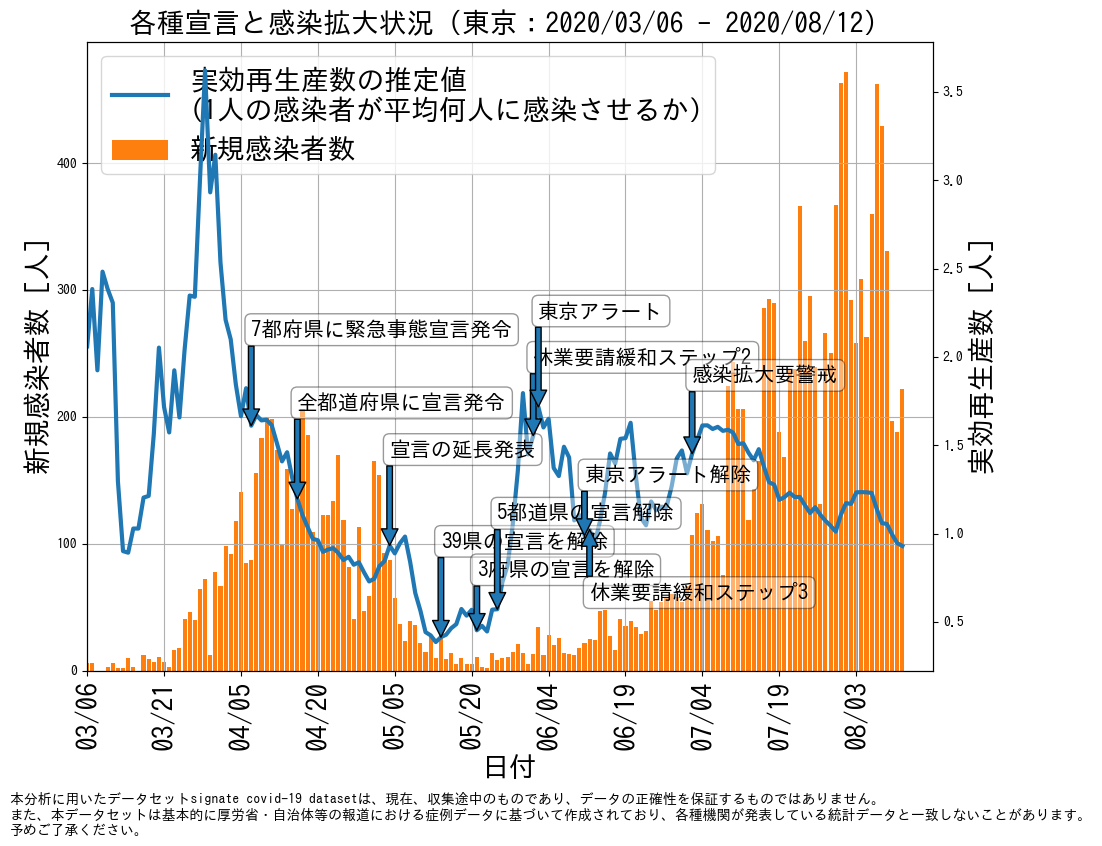 各種宣言と感染拡大状況 (東京：2020/03/06 - 2020/08/12)
実効再生産数の推定値
(1人の感染者が平均何人に感染させるか)
新規感染者数
新規感染者数 [人]
400
300
200
100
0
3.5
3.0
2.5
2.0
1.5
1.0
0.5
実効再生産数 [人]
東京アラート
7都府県に緊急事態宣言発令
休業要請緩和ステップ2
感染拡大要警戒
全都道府県に宣言発令
宣言の延長発表
東京アラート解除
5都道県の宣言解除
39県の宣言を解除
3府県の宣言を解除
休業要請緩和ステップ3
03/06
03/21
04/05
04/20
05/05
05/20
06/04
06/19
07/04
07/19
08/03
日付
本分析に用いたデータセットsignate covid-19 datasetは、現在、収集途中のものであり、データの正確性を保証するものではありません。
また、本データセットは基本的に厚労省・自治体等の報道における症例データに基づいて作成されており、各種機関が発表している統計データと一致しないことがあります。
予めご了承ください。